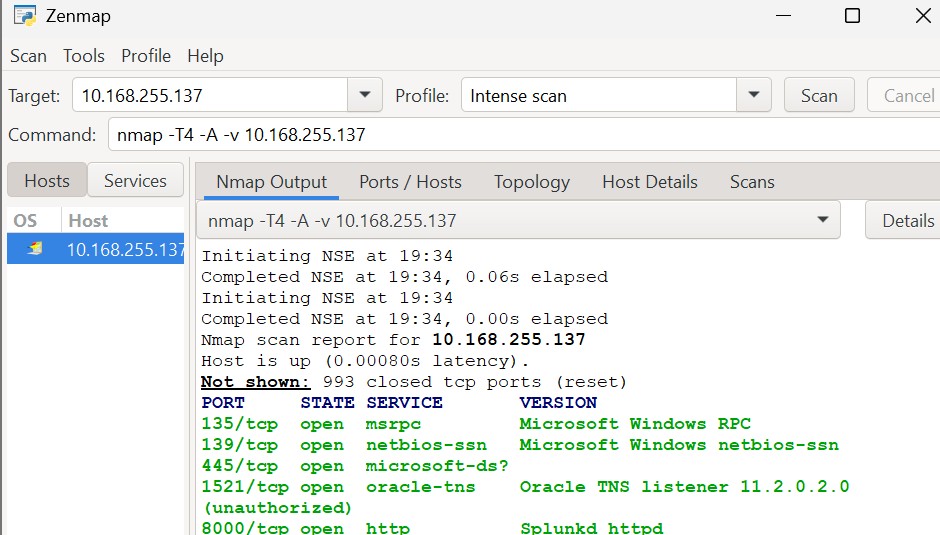 Zenmap
Scan Tools Profile Help
Target: 10.168.255.137 Profile: Intense scan Scan Cancel
Command: nmap -T4 -A -v 10.168.255.137
Hosts Services
Nmap Output Ports / Hosts Topology Host Details Scans
OS Host
nmap -T4 -A -v 10.168.255.137 Details
10.168.255.137
Initiating NSE at 19:34
Completed NSE at 19:34, 0.06s elapsed
Initiating NSE at 19:34
Completed NSE at 19:34, 0.00s elapsed
Nmap scan report for 10.168.255.137
Host is up (0.00080s latency).
Not shown: 993 closed tcp ports (reset)
PORT STATE SERVICE VERSION
135/tcp open msrpc Microsoft Windows RPC
139/tcp open netbios-ssn Microsoft Windows netbios-ssn
445/tcp open microsoft-ds?
1521/tcp open oracle-tns Oracle TNS listener 11.2.0.2.0
(unauthorized)
8000/tcp open http Splunkd httpd